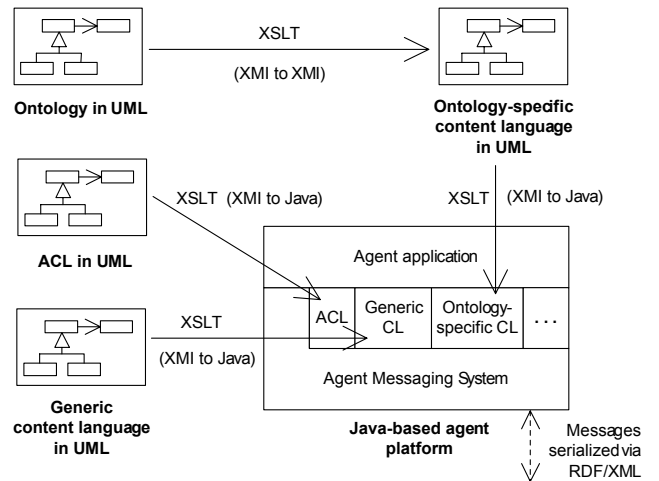 XSLT
(XMI to XMI)
Ontology in UML
Ontology-specific
content language
in UML
XSLT (XMI to Java)
XSLT (XMI to Java)
ACL in UML
Agent application
ACL
Generic
CL
Ontology-
specific CL
...
XSLT
(XMI to Java)
Agent Messaging System
Generic
content language
in UML
Java-based agent
platform
Messages
serialized via
RDF/XML